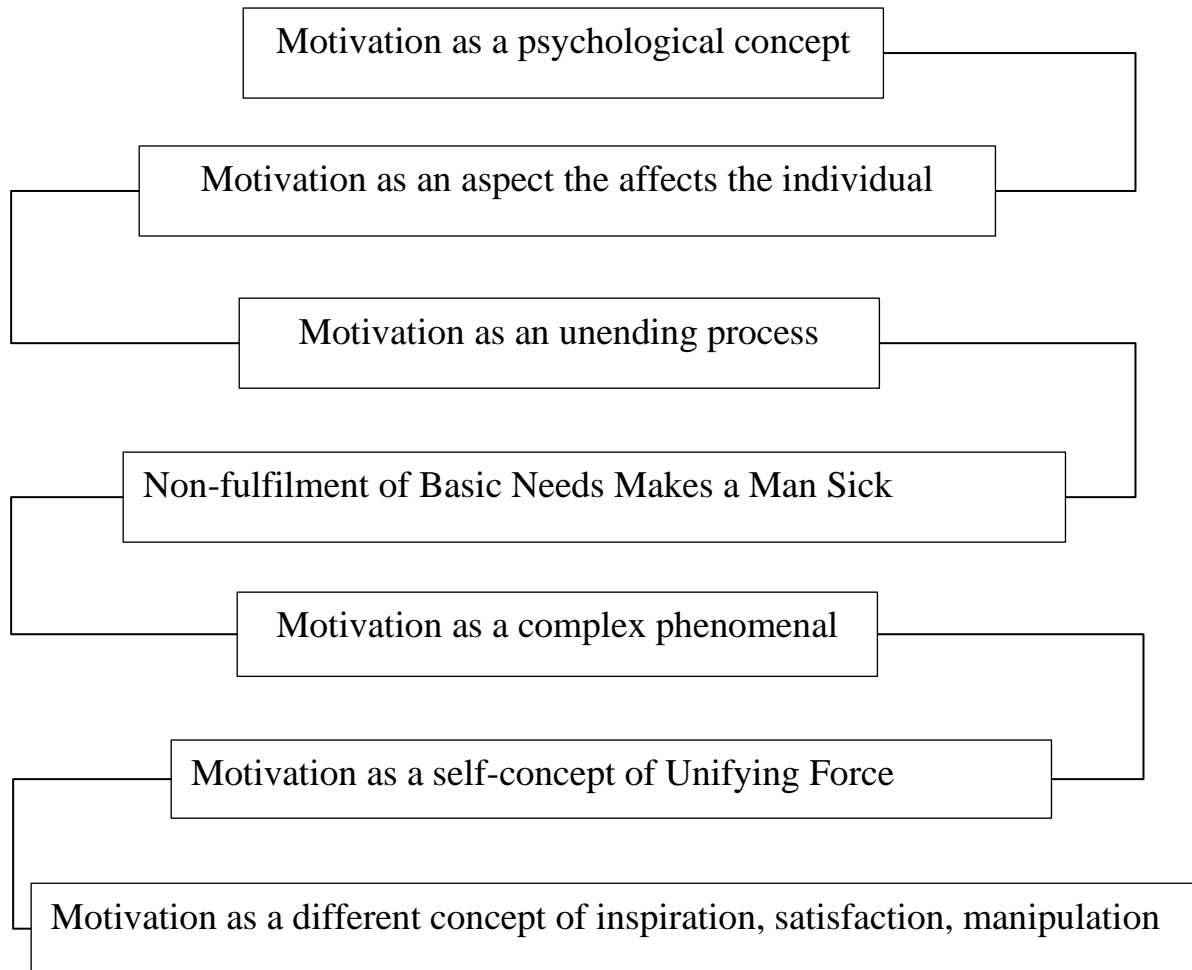 Motivation as a psychological concept
Motivation as an aspect the affects the individual
Motivation as an unending process
Non-fulfilment of Basic Needs Makes a Man Sick
Motivation as a complex phenomenal
Motivation as a self-concept of Unifying Force
Motivation as a different concept of inspiration, satisfaction, manipulation